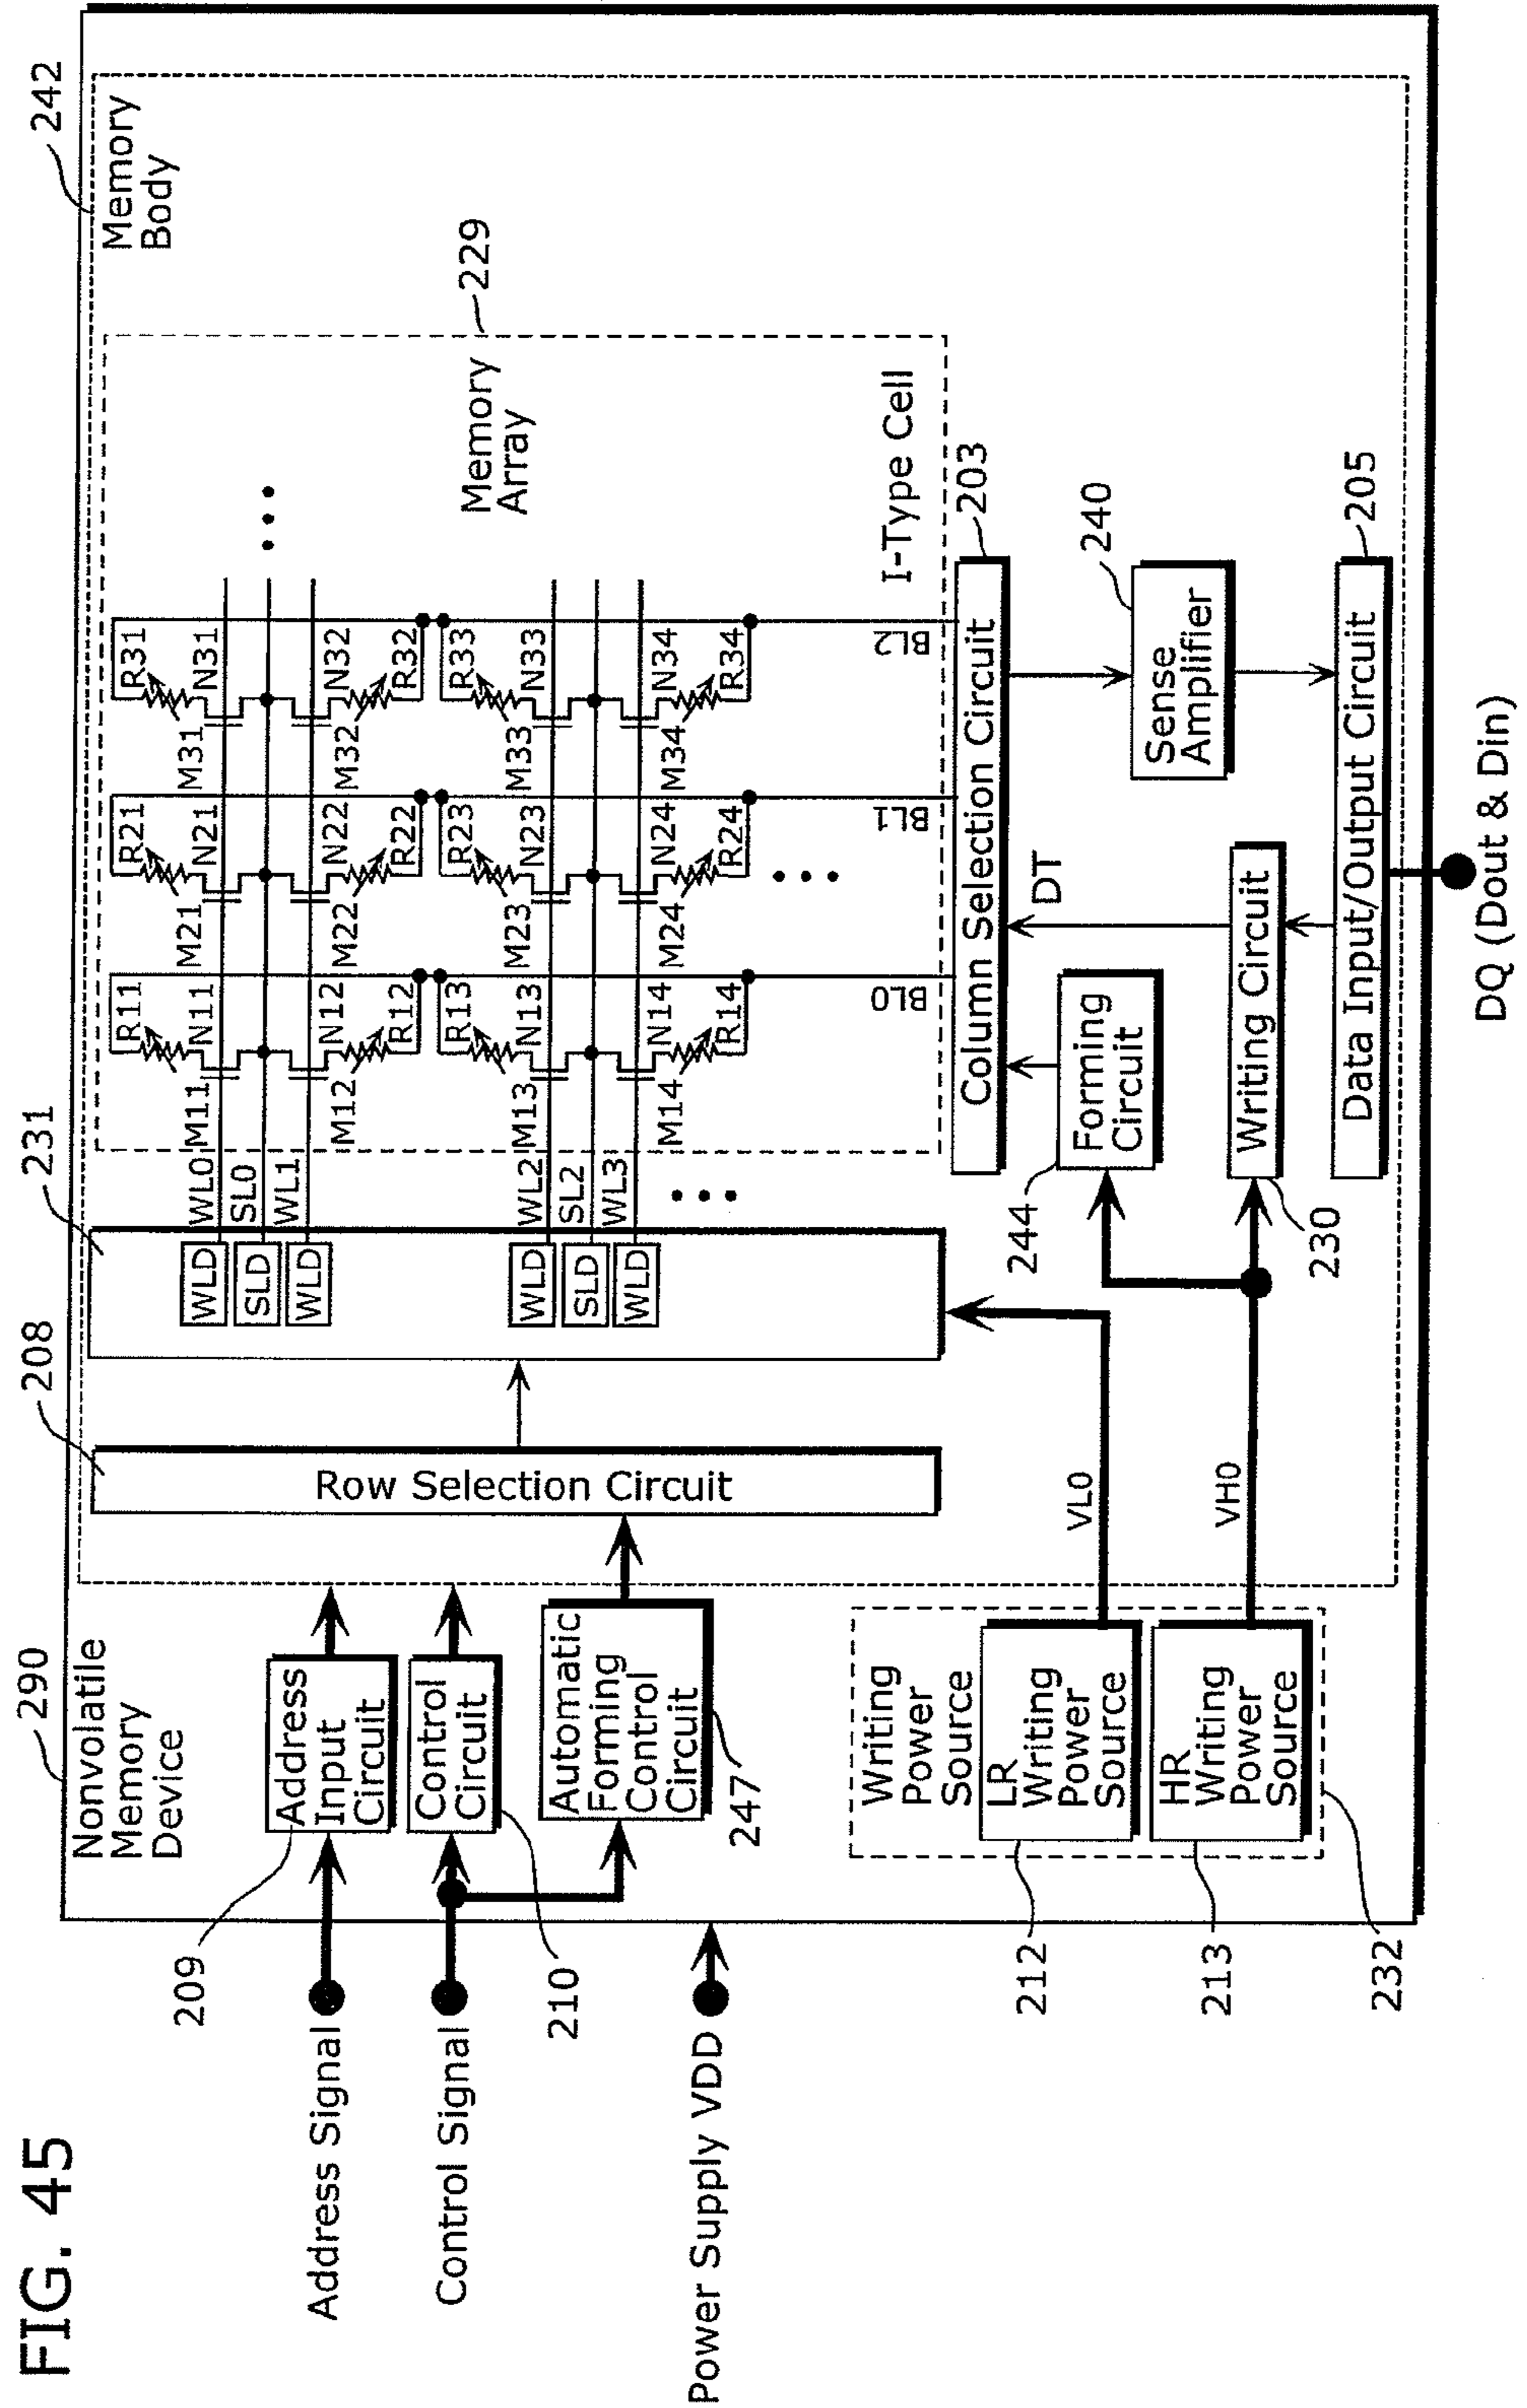 FIG. 45
290
Nonvolatile
Memory
Device
242
Memory
Body
208
231
229
Memory
Array
I-Type Cell
Address Signal
209
Address
Input
Circuit
Control Signal
210
Control
Circuit
Automatic
Forming
Control
Circuit
247
Power Supply VDD
Row Selection Circuit
WLD
SLD
WLD
WLD
SLD
WLD
WL0
SL0
WL1
WL2
SL2
WL3
R11
R21
R31
N11
N21
N31
M11
M21
M31
N12
N22
N32
M12
M22
M32
R12
R22
R32
R13
R23
R33
N13
N23
N33
M13
M23
M33
N14
N24
N34
M14
M24
M34
R14
R24
R34
BL0
BL1
BL2
Column Selection Circuit
203
Writing
Power
Source
LR
Writing
Power
Source
212
VL0
HR
Writing
Power
Source
213
VH0
232
244
Forming
Circuit
DT
240
Sense
Amplifier
230
Writing Circuit
Data Input/Output Circuit
205
DQ (Dout & Din)